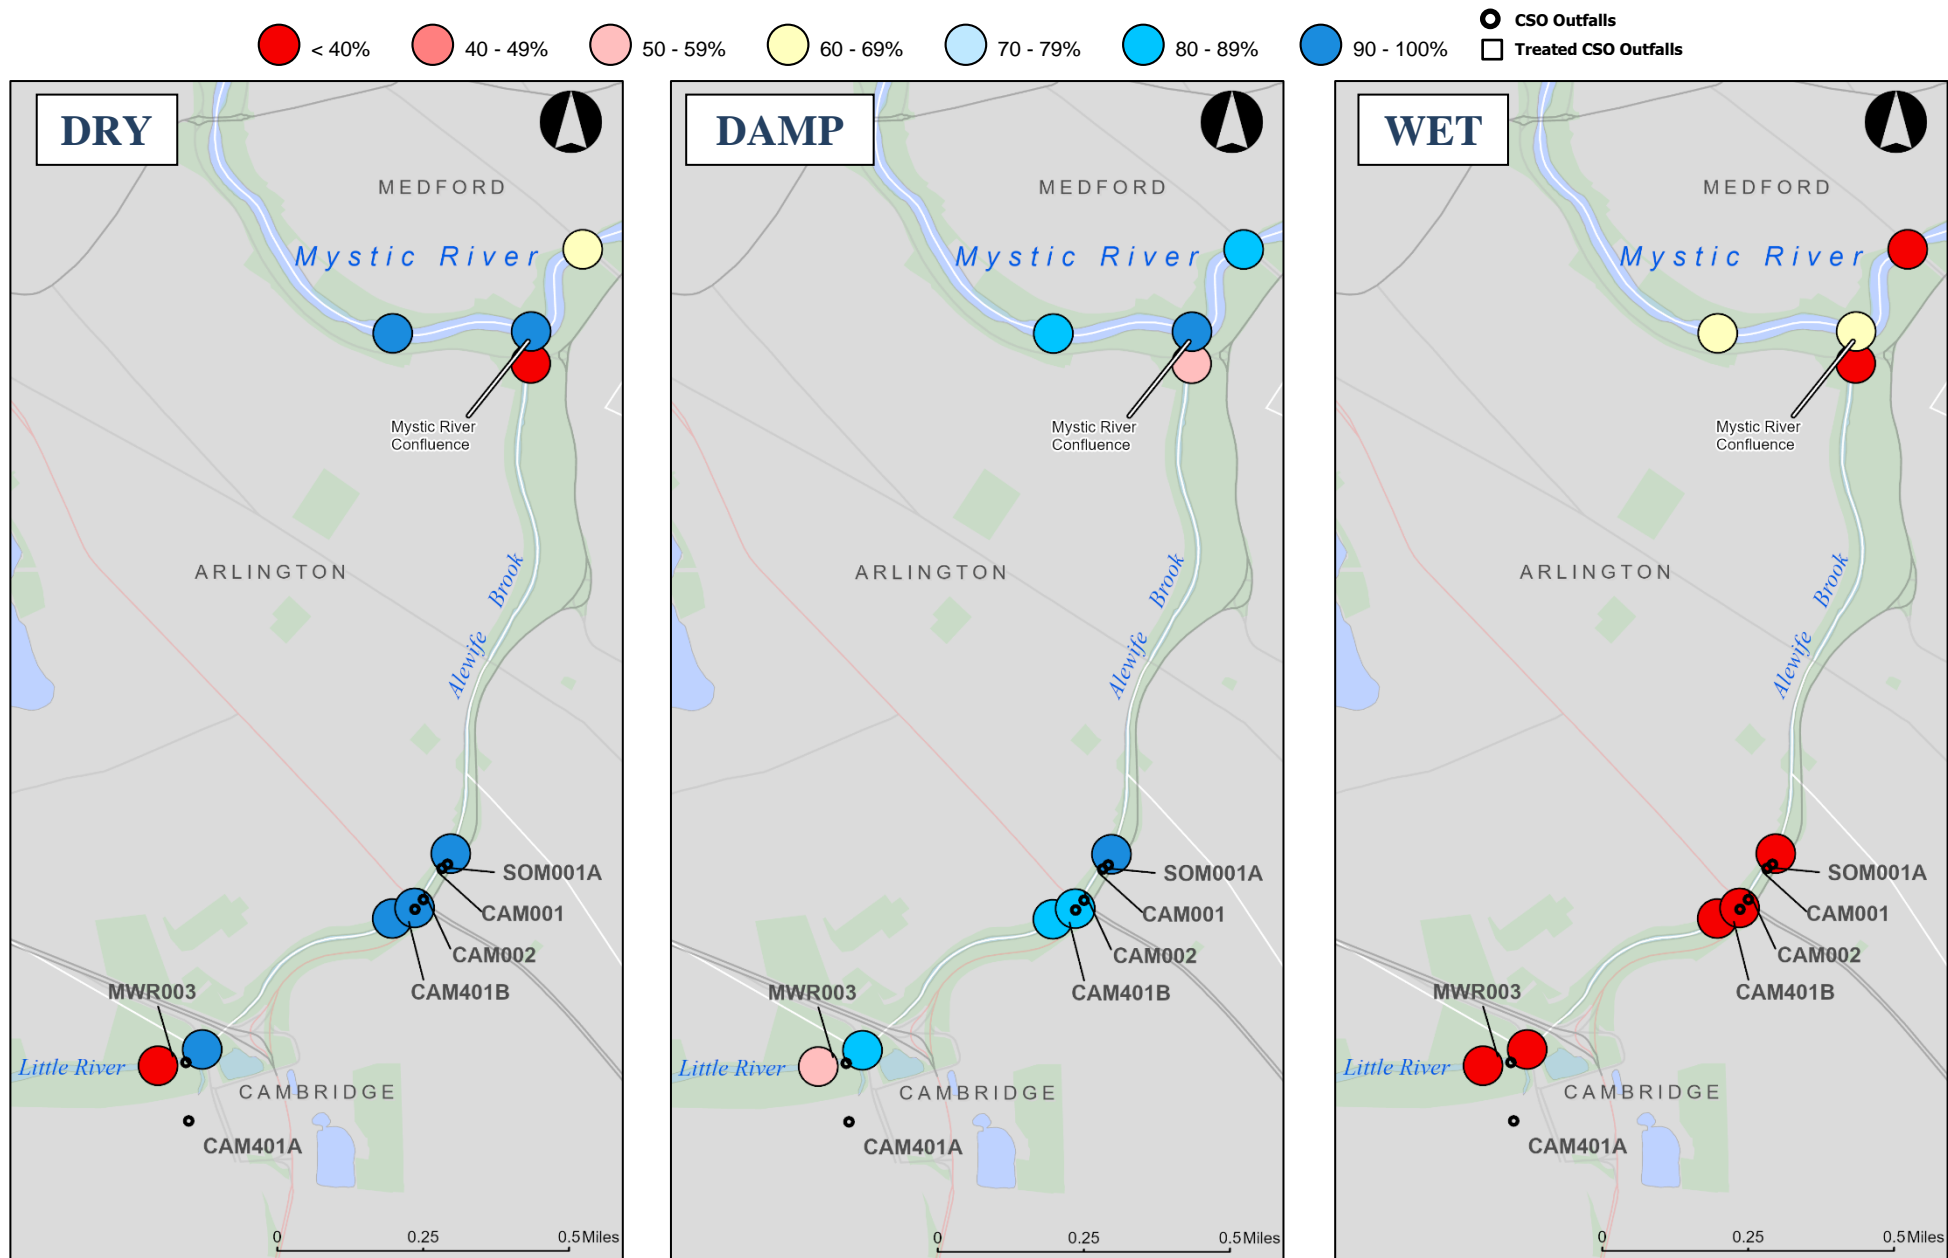 < 40%
40 - 49%
50 - 59%
60 - 69%
70 - 79%
80 - 89%
90 - 100%
CSO Outfalls
Treated CSO Outfalls
DRY
MEDFORD
Mystic River
Mystic River
Confluence
ARLINGTON
Alewife Brook
SOM001A
CAM001
CAM002
CAM401B
MWR003
Little River
CAMBRIDGE
CAM401A
0 0.25 0.5 Miles
DAMP
MEDFORD
Mystic River
Mystic River
Confluence
ARLINGTON
Alewife Brook
SOM001A
CAM001
CAM002
CAM401B
MWR003
Little River
CAMBRIDGE
CAM401A
0 0.25 0.5 Miles
WET
MEDFORD
Mystic River
Mystic River
Confluence
ARLINGTON
Alewife Brook
SOM001A
CAM001
CAM002
CAM401B
MWR003
Little River
CAMBRIDGE
CAM401A
0 0.25 0.5 Miles